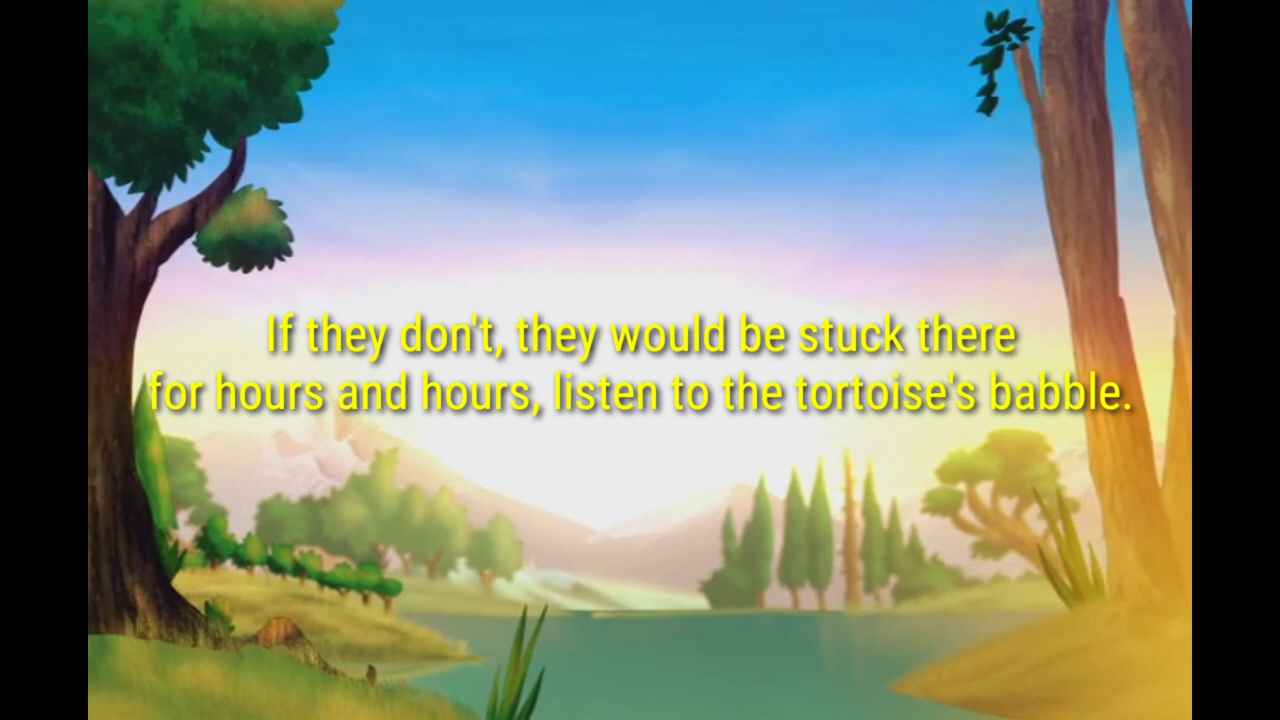 If they don't, they would be stuck there
for hours and hours, listen to the tortoise's babble.